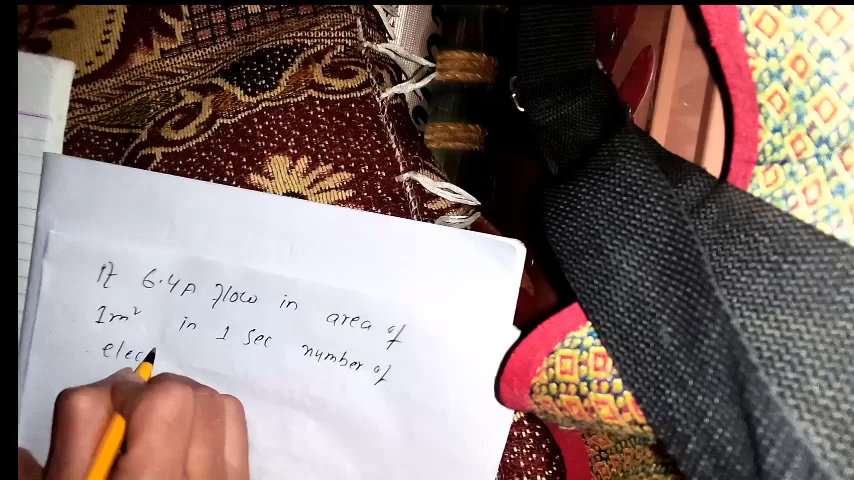 If 6.4A flow in area of
1m² in 1 sec number of
elec